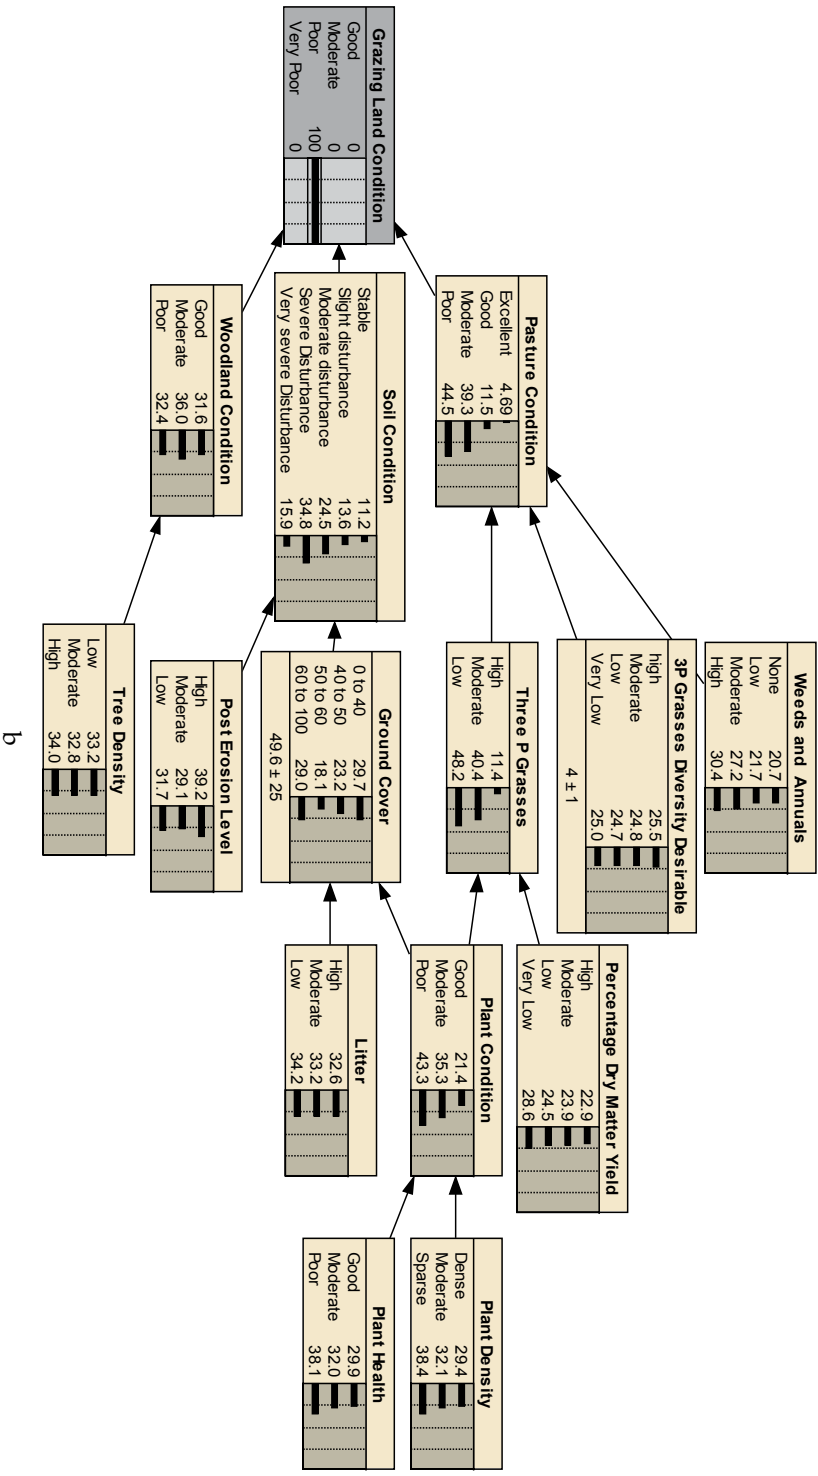 Grazing Land Condition
Good 0
Moderate 0
Poor 100
Very Poor 0
Pasture Condition
Excellent 4.69
Good 11.5
Moderate 39.3
Poor 44.5
Soil Condition
Stable 11.2
Slight disturbance 13.6
Moderate disturbance 24.5
Severe Disturbance 34.8
Very severe Disturbance 15.9
Woodland Condition
Good 31.6
Moderate 36.0
Poor 32.4
Weeds and Annuals
None 20.7
Low 21.7
Moderate 27.2
High 30.4
3P Grasses Diversity Desirable
high 25.5
Moderate 24.8
Low 24.7
Very Low 25.0
4 ± 1
Three P Grasses
High 11.4
Moderate 40.4
Low 48.2
Ground Cover
0 to 40 29.7
40 to 50 23.2
50 to 60 18.1
60 to 100 29.0
49.6 ± 25
Post Erosion Level
High 39.2
Moderate 29.1
Low 31.7
Tree Density
Low 33.2
Moderate 32.8
High 34.0
Percentage Dry Matter Yield
High 22.9
Moderate 23.9
Low 24.5
Very Low 28.6
Plant Condition
Good 21.4
Moderate 35.3
Poor 43.3
Litter
High 32.6
Moderate 33.2
Low 34.2
Plant Density
Dense 29.4
Moderate 32.1
Sparse 38.4
Plant Health
Good 29.9
Moderate 32.0
Poor 38.1
b